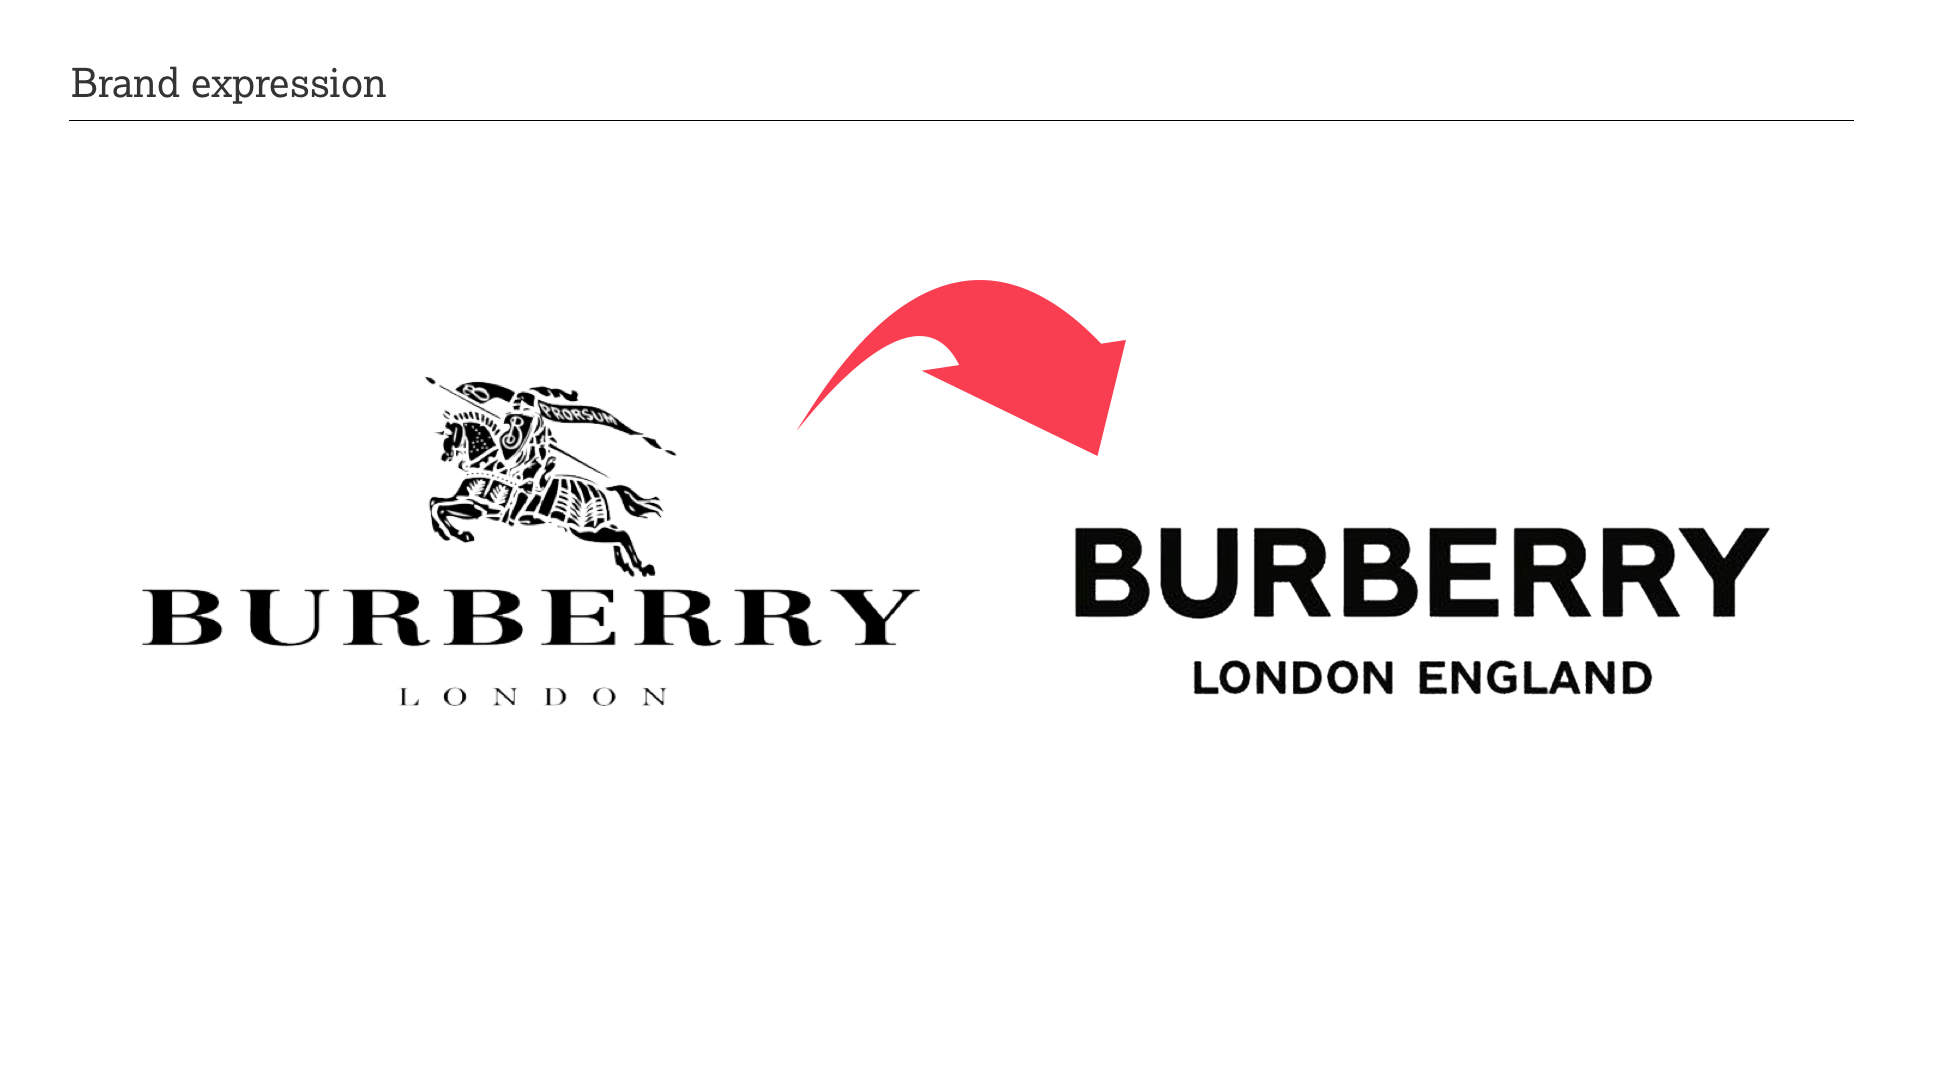 Brand expression
B
PRORSUM
B
BURBERRY
LONDON
BURBERRY
LONDON ENGLAND